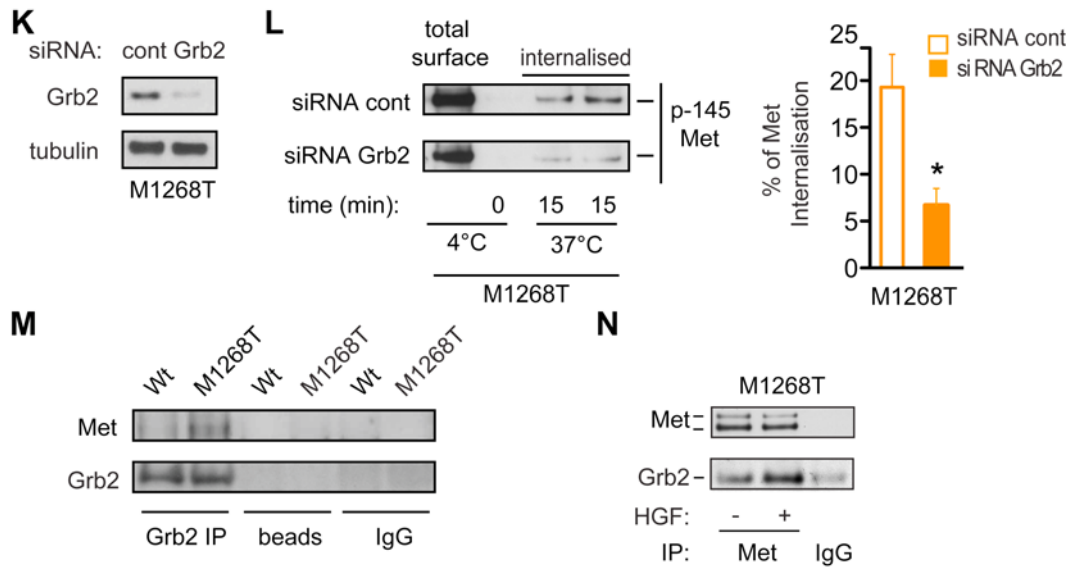 K
siRNA: cont Grb2
Grb2
tubulin
M1268T
L
total
surface
internalised
siRNA cont
siRNA Grb2
p-145
Met
time (min): 0 15 15
4°C 37°C
M1268T
siRNA cont
siRNA Grb2
% of Met
Internalisation
25
20
15
10
5
0
*
M1268T
M
Wt M1268T Wt M1268T Wt M1268T
Met
Grb2
Grb2 IP beads IgG
N
M1268T
Met
Grb2
HGF: - +
IP: Met IgG